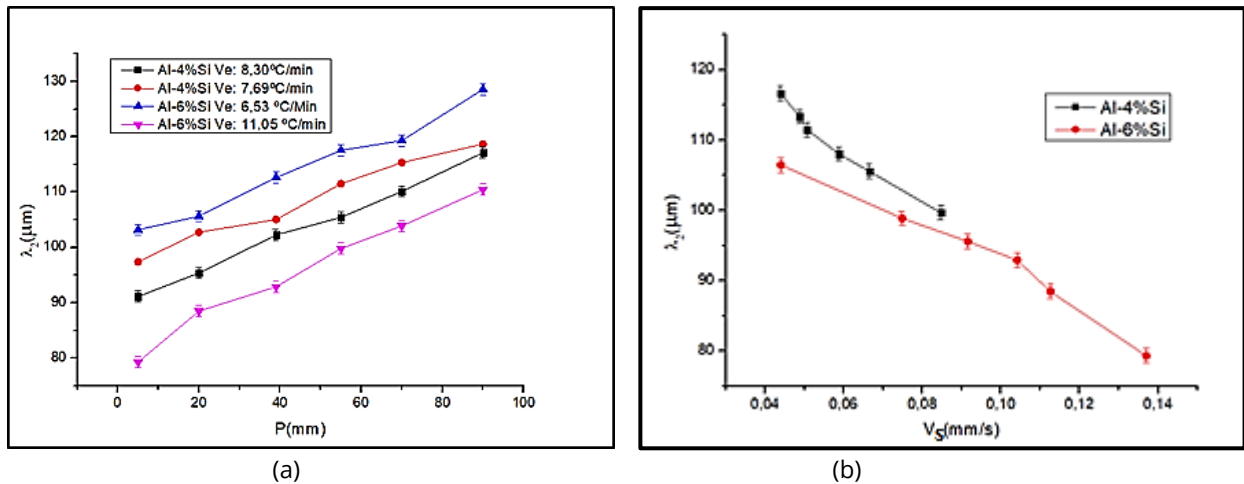 Al-4%Si Ve: 8,30ºC/min
Al-4%Si Ve: 7,69ºC/min
Al-6%Si Ve: 6,53 ºC/Min
Al-6%Si Ve: 11,05 ºC/min
130
120
110
100
90
80
λ₂(μm)
0
20
40
60
80
100
P(mm)
(a)
Al-4%Si
Al-6%Si
120
110
100
90
80
λ₂(μm)
0,04
0,06
0,08
0,10
0,12
0,14
V_S(mm/s)
(b)